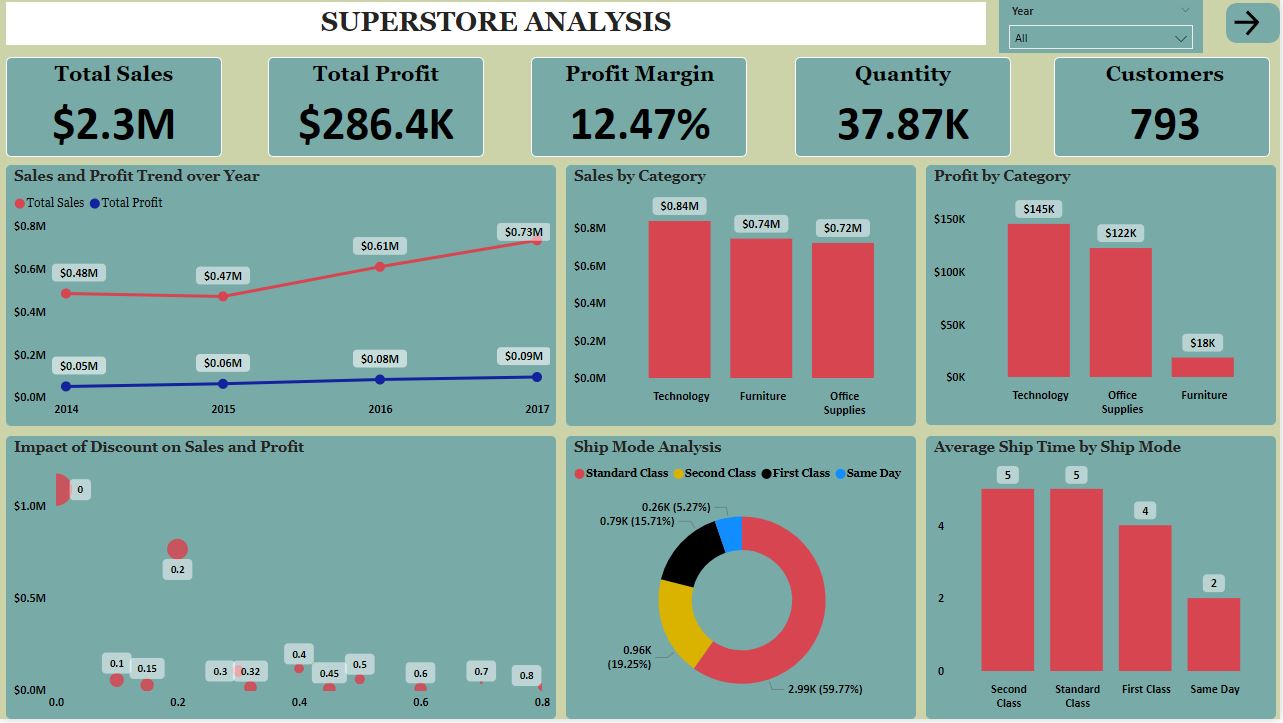 SUPERSTORE ANALYSIS
Year
All
Total Sales
$2.3M
Total Profit
$286.4K
Profit Margin
12.47%
Quantity
37.87K
Customers
793
Sales and Profit Trend over Year
Total Sales Total Profit
$0.8M
$0.6M
$0.4M
$0.2M
$0.0M
$0.48M
$0.47M
$0.61M
$0.73M
$0.05M
$0.06M
$0.08M
$0.09M
2014 2015 2016 2017
Sales by Category
$0.8M
$0.6M
$0.4M
$0.2M
$0.0M
$0.84M
$0.74M
$0.72M
Technology
Furniture
Office
Supplies
Profit by Category
$150K
$100K
$50K
$0K
$145K
$122K
$18K
Technology
Office
Supplies
Furniture
Impact of Discount on Sales and Profit
$1.0M
$0.5M
$0.0M
0
0.2
0.1
0.15
0.3
0.32
0.4
0.45
0.5
0.6
0.7
0.8
0.0 0.2 0.4 0.6 0.8
Ship Mode Analysis
Standard Class Second Class First Class Same Day
0.26K (5.27%)
0.79K (15.71%)
0.96K
(19.25%)
2.99K (59.77%)
Average Ship Time by Ship Mode
4
2
0
5
5
4
2
Second
Class
Standard
Class
First Class
Same Day